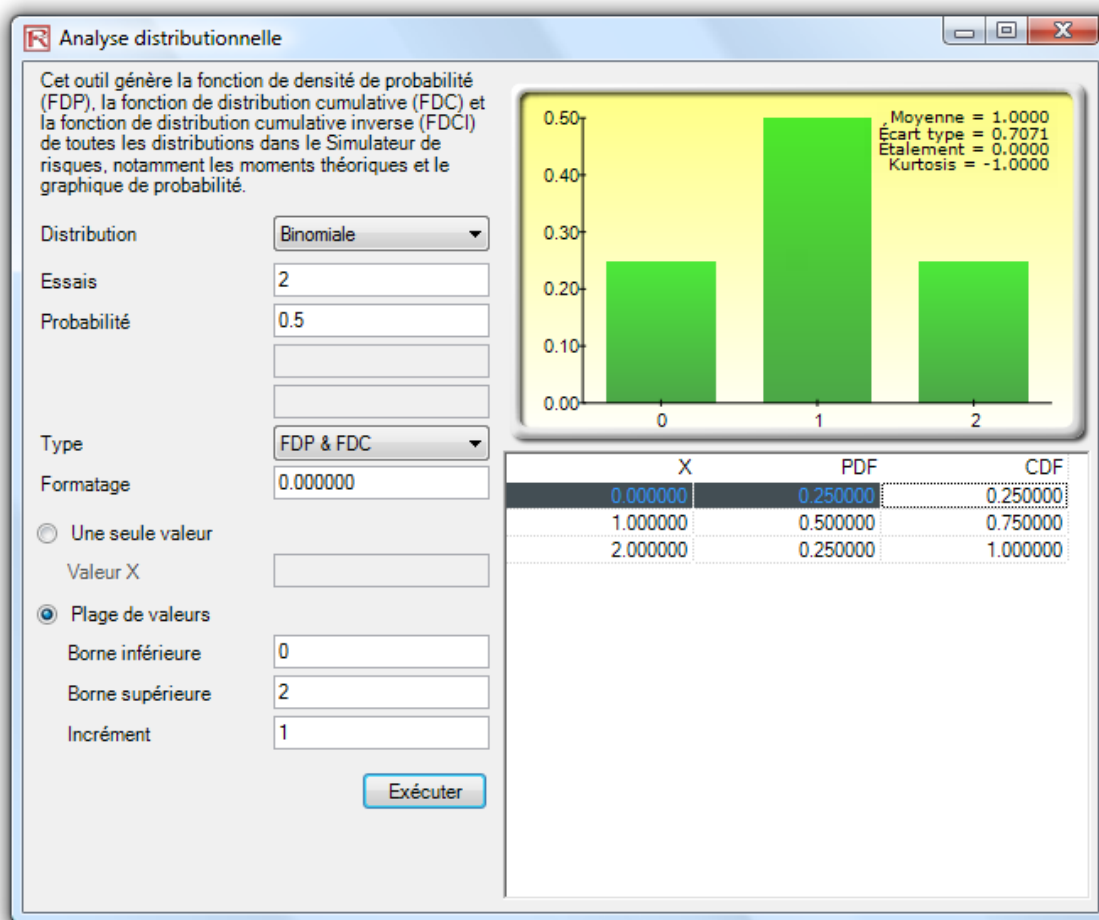 Analyse distributionnelle
Cet outil génère la fonction de densité de probabilité
(FDP), la fonction de distribution cumulative (FDC) et
la fonction de distribution cumulative inverse (FDCI)
de toutes les distributions dans le Simulateur de
risques, notamment les moments théoriques et le
graphique de probabilité.
Distribution Binomiale
Essais 2
Probabilité 0.5
Type FDP & FDC
Formatage 0.000000
Une seule valeur
Valeur X
Plage de valeurs
Borne inférieure 0
Borne supérieure 2
Incrément 1
Exécuter
Moyenne = 1.0000
Écart type = 0.7071
Étalement = 0.0000
Kurtosis = -1.0000
0.50
0.40
0.30
0.20
0.10
0.00
0 1 2
X PDF CDF
0.000000 0.250000 0.250000
1.000000 0.500000 0.750000
2.000000 0.250000 1.000000